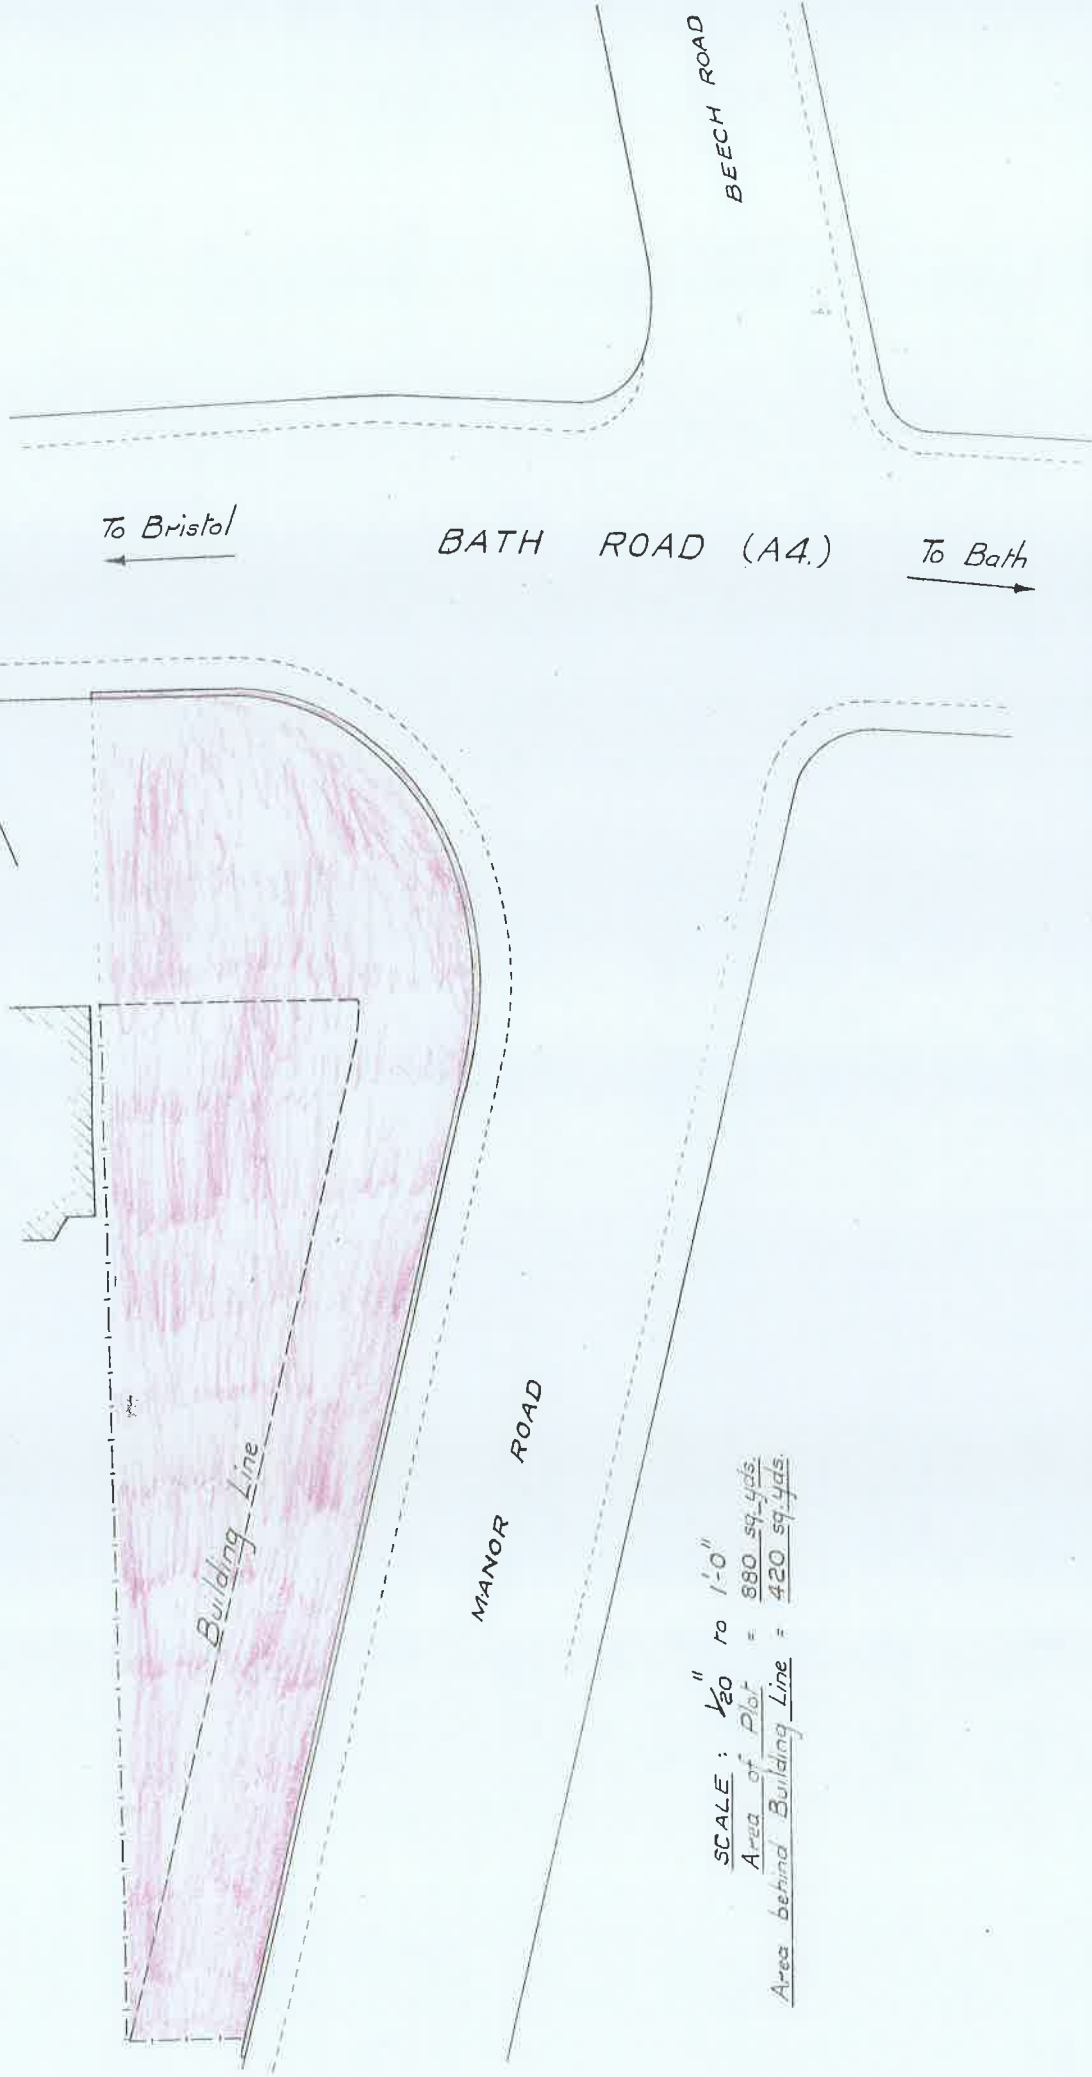 BEECH ROAD
To Bristol
BATH ROAD (A4.)
To Bath
Building Line
MANOR ROAD
SCALE : 1/20" to 1'-0"
Area of Plot = 880 sq. yds.
Area behind Building Line = 420 sq. yds.